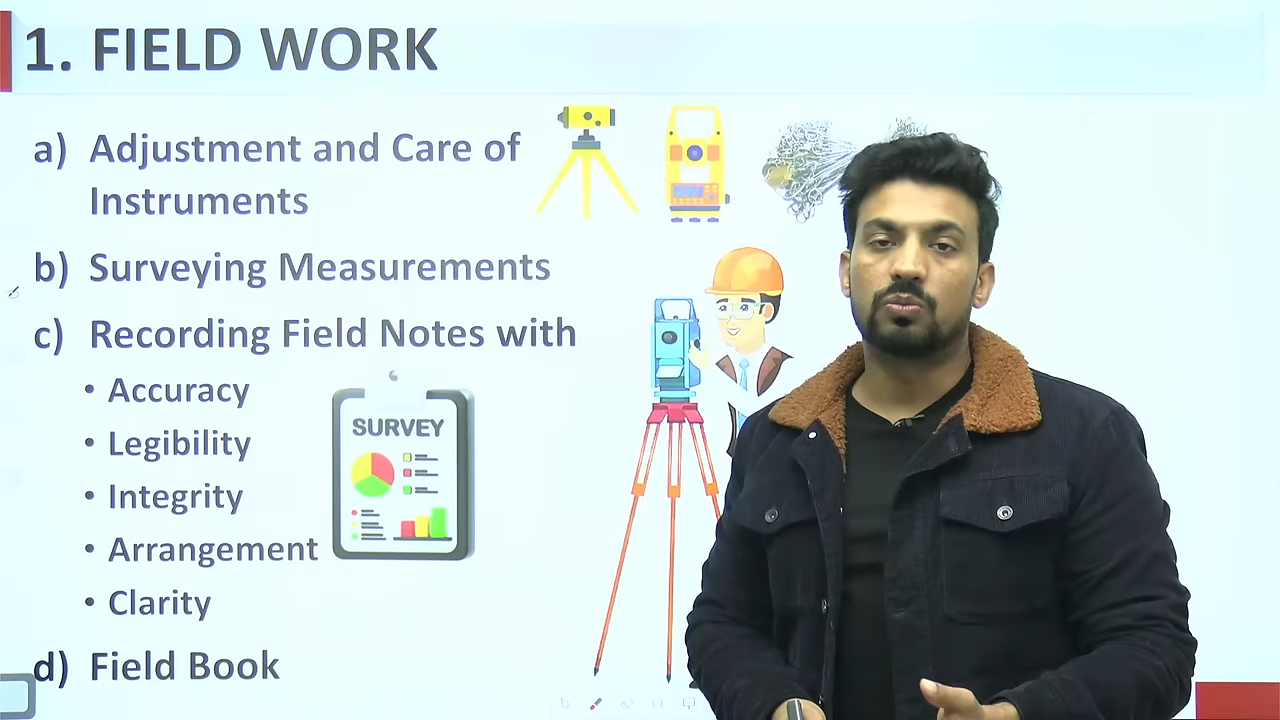 1. FIELD WORK
a) Adjustment and Care of
Instruments
b) Surveying Measurements
c) Recording Field Notes with
• Accuracy
• Legibility
SURVEY
• Integrity
• Arrangement
• Clarity
d) Field Book